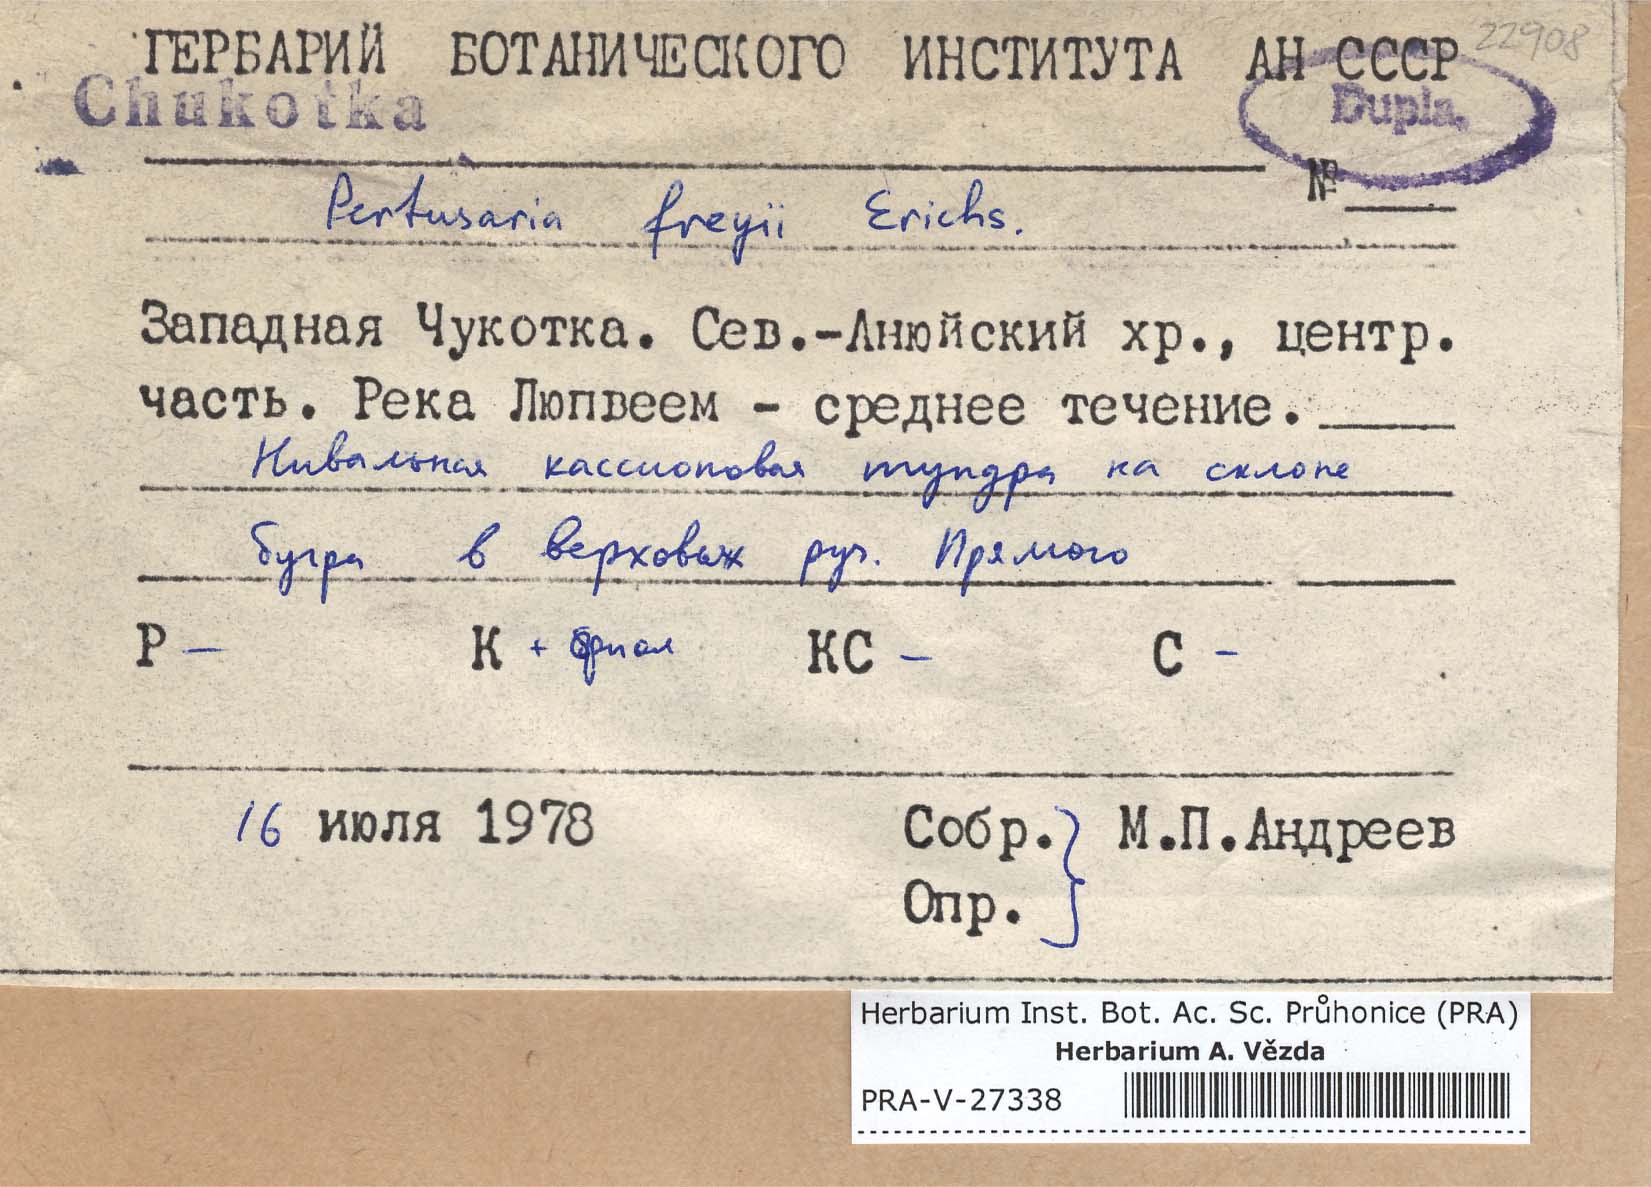 22908
ГЕРБАРИЙ БОТАНИЧЕСКОГО ИНСТИТУТА АН СССР
Chukotka
Dupla.
№
Pertusaria freyii Erichs.
Западная Чукотка. Сев.-Анюйский хр., центр.
часть. Река Люпвеем - среднее течение.
Нивальная кассиоповая тундра на склоне
бугра в верховьях руч. Прямого
P – K + фиол KC – C –
16 июля 1978 Собр. М.П.Андреев
Опр.
Herbarium Inst. Bot. Ac. Sc. Průhonice (PRA)
Herbarium A. Vězda
PRA-V-27338